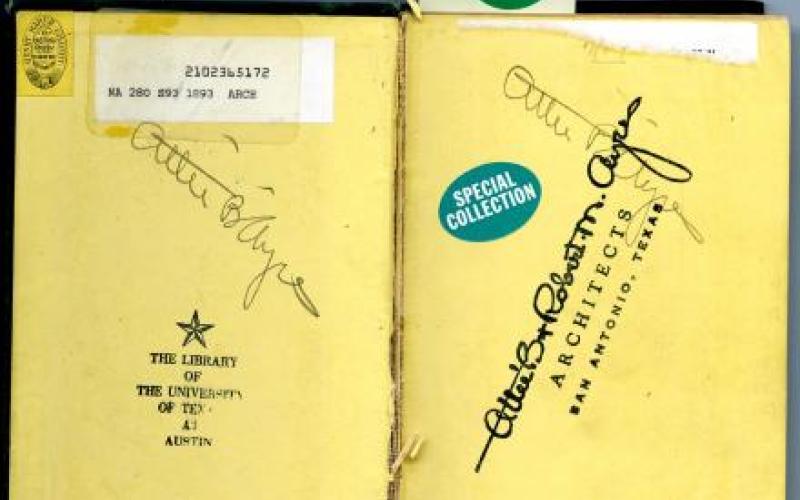 2102365172
NA 280 S93 1893 ARCH
Atlee B Ayres
THE LIBRARY
OF
THE UNIVERSITY
OF TEX
AT
AUSTIN
Atlee B Ayres
SPECIAL
COLLECTION
Atlee B. & Robert M. Ayres
ARCHITECTS
SAN ANTONIO, TEXAS